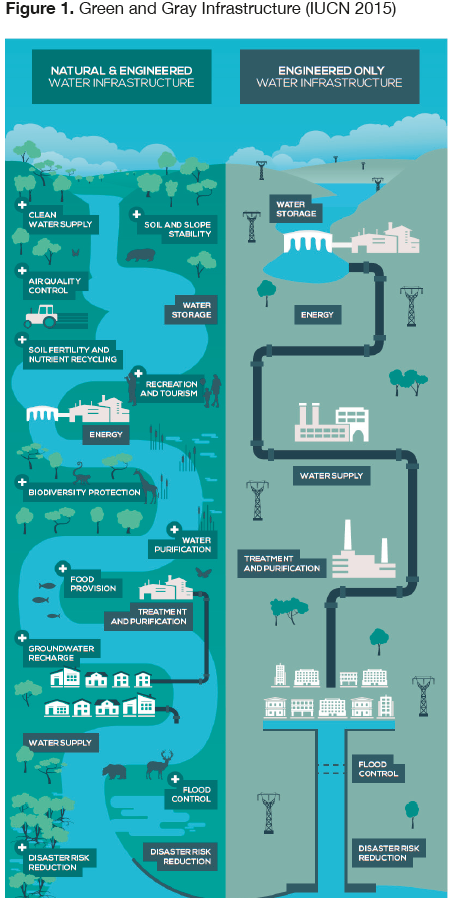 Figure 1. Green and Gray Infrastructure (IUCN 2015)
NATURAL & ENGINEERED
WATER INFRASTRUCTURE
CLEAN
WATER SUPPLY
SOIL AND SLOPE
STABILITY
AIR QUALITY
CONTROL
WATER
STORAGE
SOIL FERTILITY AND
NUTRIENT RECYCLING
RECREATION
AND TOURISM
ENERGY
BIODIVERSITY PROTECTION
WATER
PURIFICATION
FOOD
PROVISION
TREATMENT
AND PURIFICATION
GROUNDWATER
RECHARGE
WATER SUPPLY
FLOOD
CONTROL
DISASTER RISK
REDUCTION
DISASTER RISK
REDUCTION
ENGINEERED ONLY
WATER INFRASTRUCTURE
WATER
STORAGE
ENERGY
WATER SUPPLY
TREATMENT
AND PURIFICATION
FLOOD
CONTROL
DISASTER RISK
REDUCTION